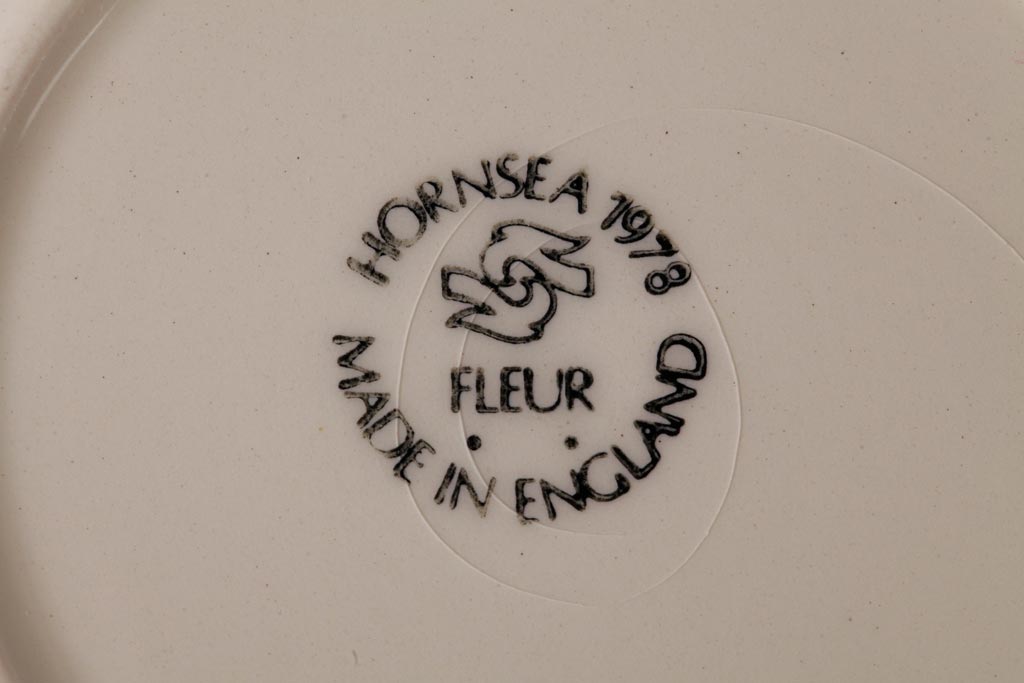 HORNSEA 1978
FLEUR
MADE IN ENGLAND